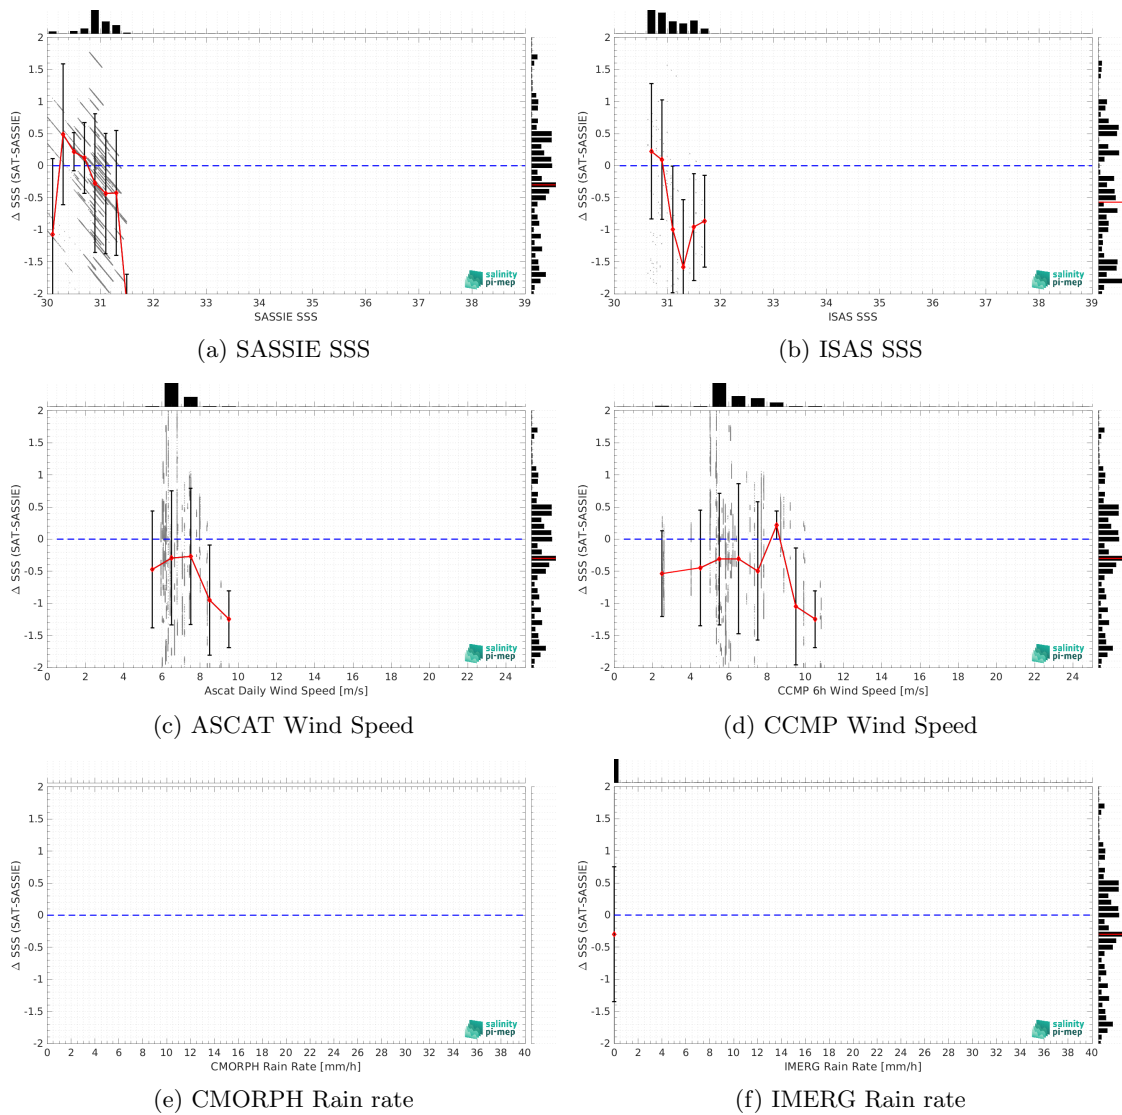 2
1.5
1
0.5
0
-0.5
-1
-1.5
-2
Δ SSS (SAT-SASSIE)
30 31 32 33 34 35 36 37 38 39
SASSIE SSS
salinity
pi-mep
(a) SASSIE SSS
2
1.5
1
0.5
0
-0.5
-1
-1.5
-2
Δ SSS (SAT-SASSIE)
30 31 32 33 34 35 36 37 38 39
ISAS SSS
salinity
pi-mep
(b) ISAS SSS
2
1.5
1
0.5
0
-0.5
-1
-1.5
-2
Δ SSS (SAT-SASSIE)
0 2 4 6 8 10 12 14 16 18 20 22 24
Ascat Daily Wind Speed [m/s]
salinity
pi-mep
(c) ASCAT Wind Speed
2
1.5
1
0.5
0
-0.5
-1
-1.5
-2
Δ SSS (SAT-SASSIE)
0 2 4 6 8 10 12 14 16 18 20 22 24
CCMP 6h Wind Speed [m/s]
salinity
pi-mep
(d) CCMP Wind Speed
2
1.5
1
0.5
0
-0.5
-1
-1.5
-2
Δ SSS (SAT-SASSIE)
0 2 4 6 8 10 12 14 16 18 20 22 24 26 28 30 32 34 36 38 40
CMORPH Rain Rate [mm/h]
salinity
pi-mep
(e) CMORPH Rain rate
2
1.5
1
0.5
0
-0.5
-1
-1.5
-2
Δ SSS (SAT-SASSIE)
0 2 4 6 8 10 12 14 16 18 20 22 24 26 28 30 32 34 36 38 40
IMERG Rain Rate [mm/h]
salinity
pi-mep
(f) IMERG Rain rate